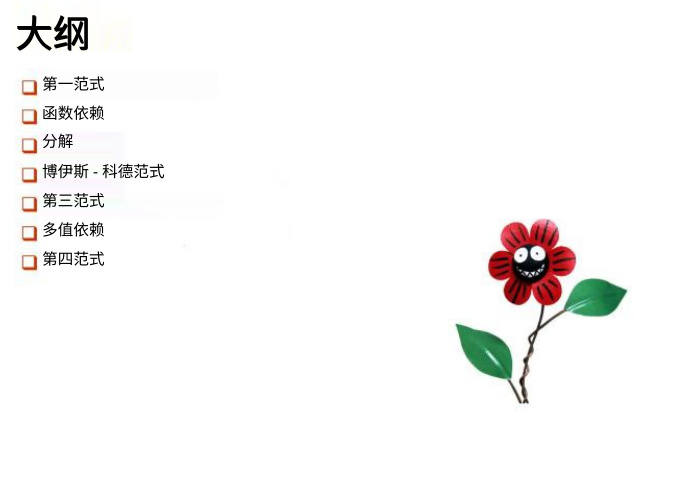 大纲
第一范式
函数依赖
分解
博伊斯 - 科德范式
第三范式
多值依赖
第四范式